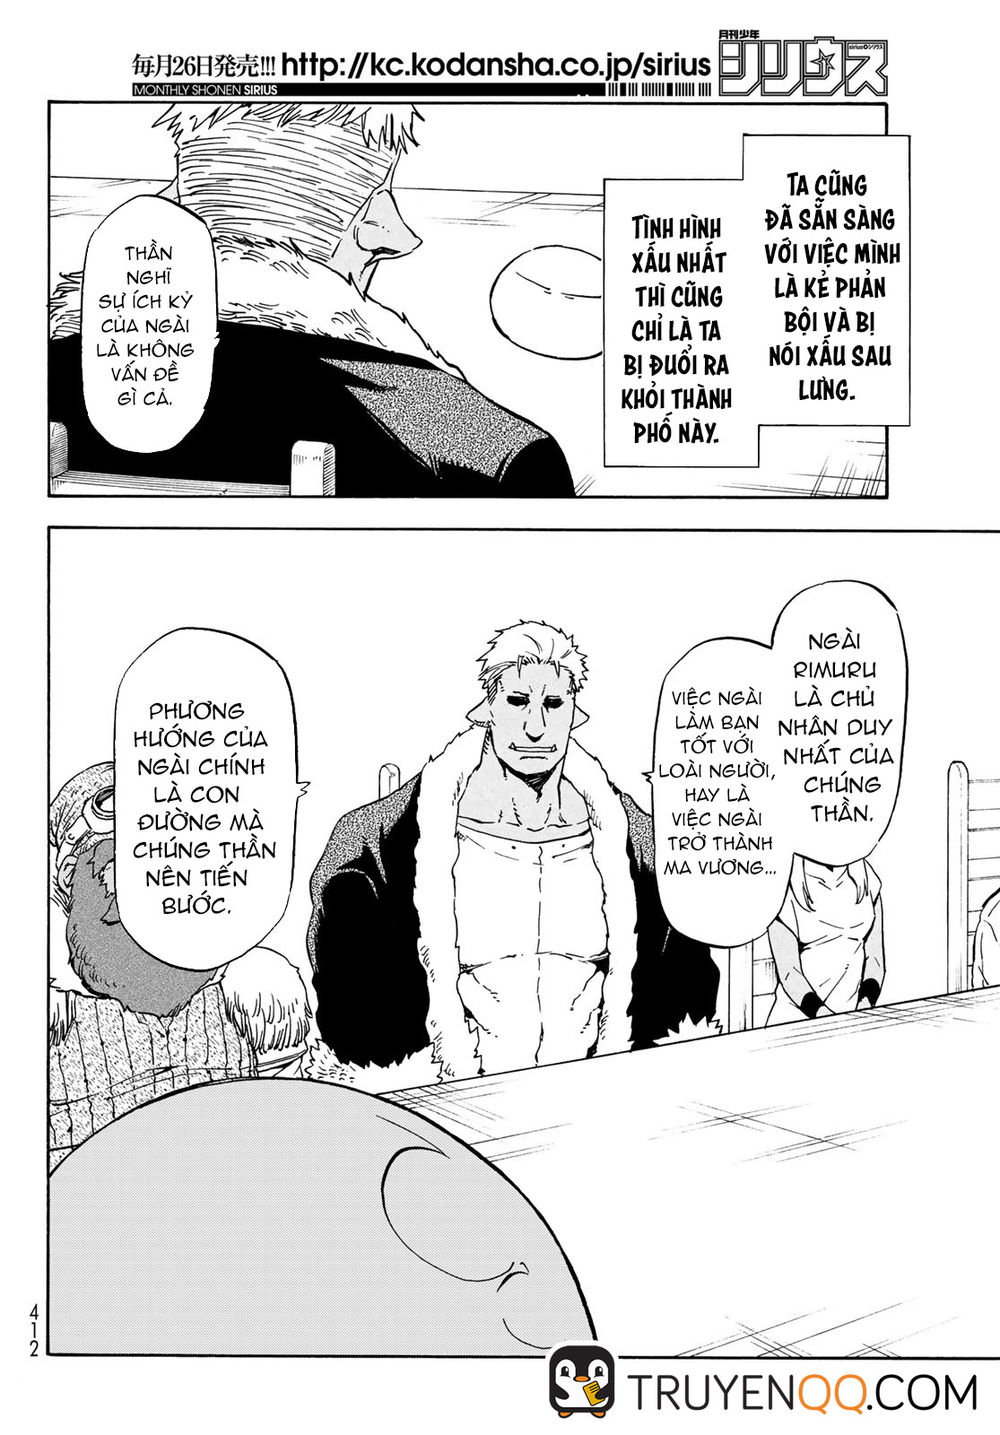 毎月26日発売!!! http://kc.kodansha.co.jp/sirius
MONTHLY SHONEN SIRIUS
月刊少年
シリウス
TA CŨNG
ĐÃ SẴN SÀNG
VỚI VIỆC MÌNH
LÀ KẺ PHẢN
BỘI VÀ BỊ
NÓI XẤU SAU
LƯNG.
TÌNH HÌNH
XẤU NHẤT
THÌ CŨNG
CHỈ LÀ TA
BỊ ĐUỔI RA
KHỎI THÀNH
PHỐ NÀY.
THẦN
NGHĨ
SỰ ÍCH KỶ
CỦA NGÀI
LÀ KHÔNG
VẤN ĐỀ
GÌ CẢ.
NGÀI
RIMURU
LÀ CHỦ
NHÂN DUY
NHẤT CỦA
CHÚNG
THẦN.
VIỆC NGÀI
LÀM BẠN
TỐT VỚI
LOÀI NGƯỜI,
HAY LÀ
VIỆC NGÀI
TRỞ THÀNH
MA VƯƠNG...
PHƯƠNG
HƯỚNG CỦA
NGÀI CHÍNH
LÀ CON
ĐƯỜNG MÀ
CHÚNG THẦN
NÊN TIẾN
BƯỚC.
412
TRUYENQQ.COM